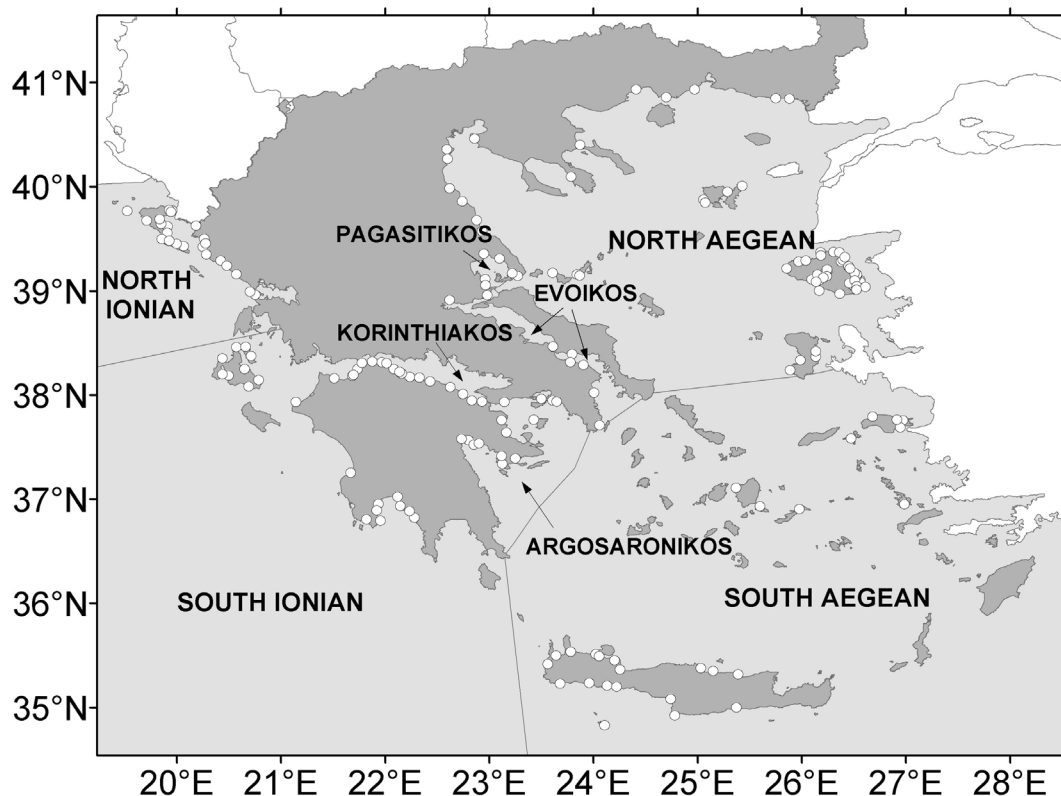 41°N
40°N
PAGASITIKOS
NORTH AEGEAN
39°N
NORTH
IONIAN
EVOIKOS
KORINTHIAKOS
38°N
37°N
ARGOSARONIKOS
36°N
SOUTH IONIAN
SOUTH AEGEAN
35°N
20°E 21°E 22°E 23°E 24°E 25°E 26°E 27°E 28°E